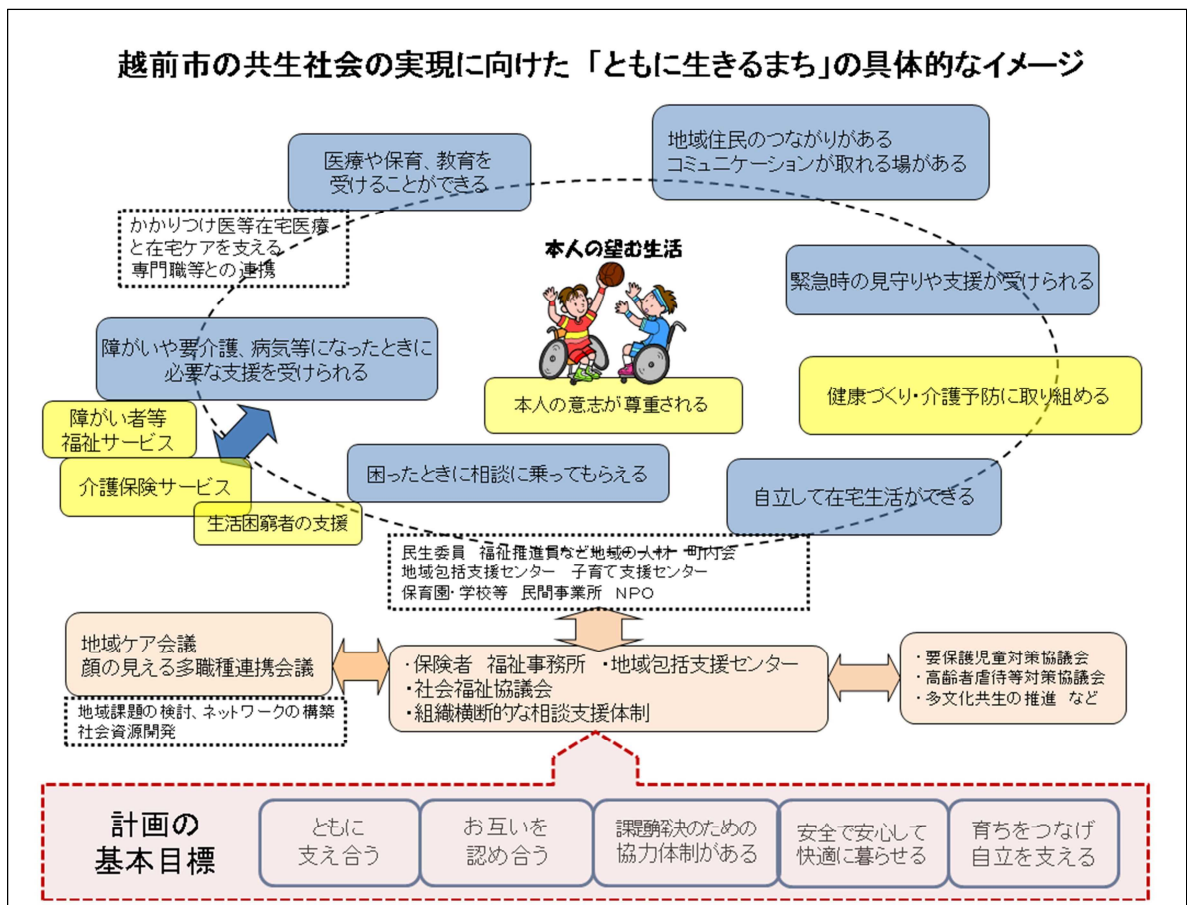 越前市の共生社会の実現に向けた「ともに生きるまち」の具体的なイメージ
医療や保育、教育を
受けることができる
地域住民のつながりがある
コミュニケーションが取れる場がある
かかりつけ医等在宅医療
と在宅ケアを支える
専門職等との連携
本人の望む生活
緊急時の見守りや支援が受けられる
障がいや要介護、病気等になったときに
必要な支援を受けられる
本人の意志が尊重される
健康づくり・介護予防に取り組める
障がい者等
福祉サービス
介護保険サービス
生活困窮者の支援
困ったときに相談に乗ってもらえる
自立して在宅生活ができる
民生委員 福祉推進員など地域の人材 町内会
地域包括支援センター 子育て支援センター
保育園・学校等 民間事業所 NPO
地域ケア会議
顔の見える多職種連携会議
地域課題の検討、ネットワークの構築
社会資源開発
・保険者 福祉事務所 ・地域包括支援センター
・社会福祉協議会
・組織横断的な相談支援体制
・要保護児童対策協議会
・高齢者虐待等対策協議会
・多文化共生の推進 など
計画の
基本目標
ともに
支え合う
お互いを
認め合う
課題解決のための
協力体制がある
安全で安心して
快適に暮らせる
育ちをつなげ
自立を支える